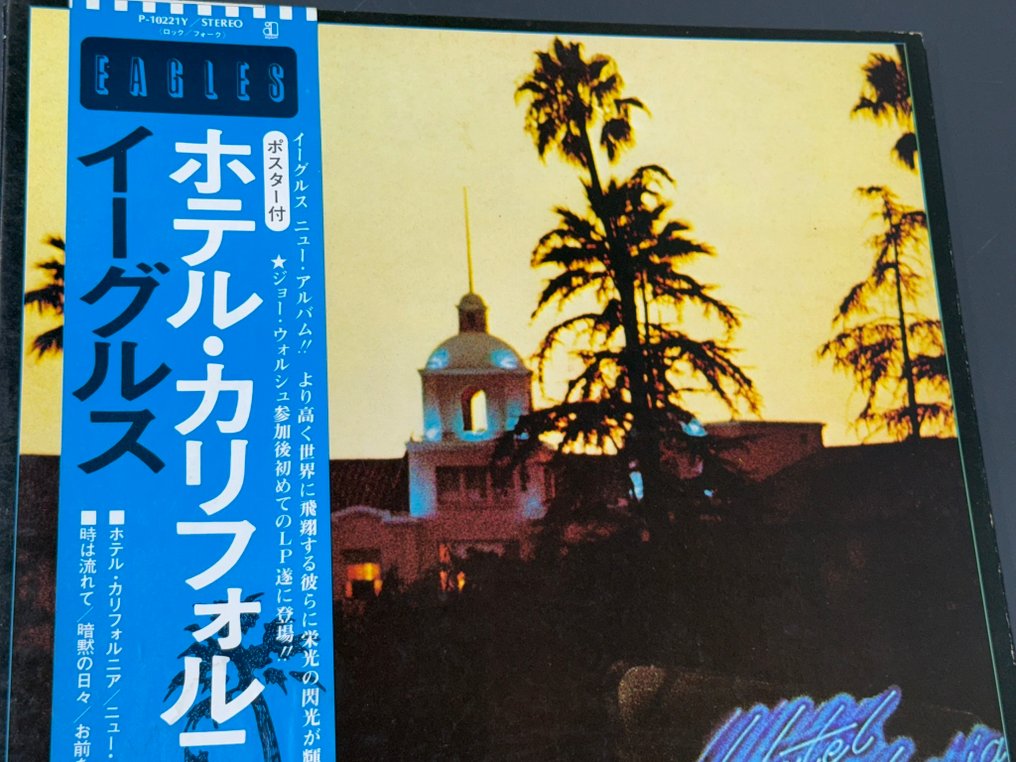 P-10221Y/STEREO
(ロック/フォーク)
EAGLES
イーグルス ニュー・アルバム!! より高く世界に飛翔する彼らに栄光の閃光が輝
ポスター付
★ジョー・ウォルシュ参加後初めてのLP遂に登場!!
ホテル・カリフォルニ
イーグルス
■ホテル・カリフォルニア/ニュー・
■時は流れて/暗黙の日々/お前を
Hotel